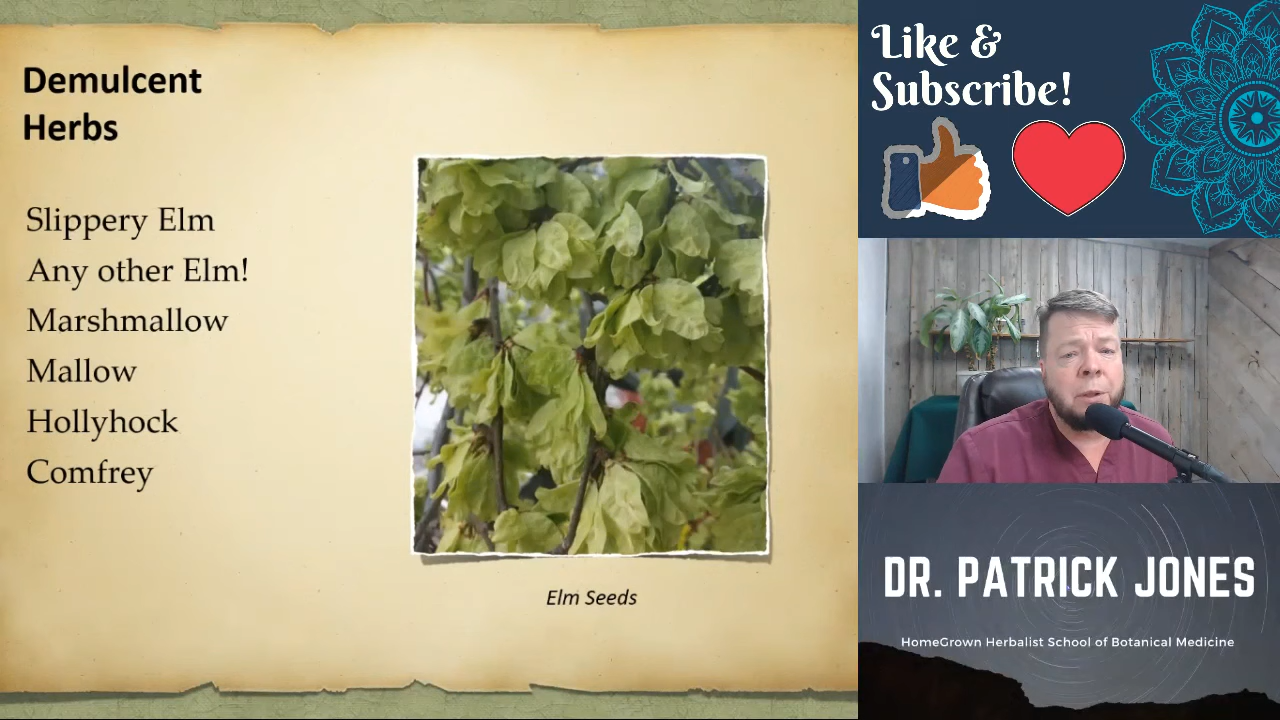 Demulcent
Herbs
Slippery Elm
Any other Elm!
Marshmallow
Mallow
Hollyhock
Comfrey
Elm Seeds
Like &
Subscribe!
DR. PATRICK JONES
HomeGrown Herbalist School of Botanical Medicine